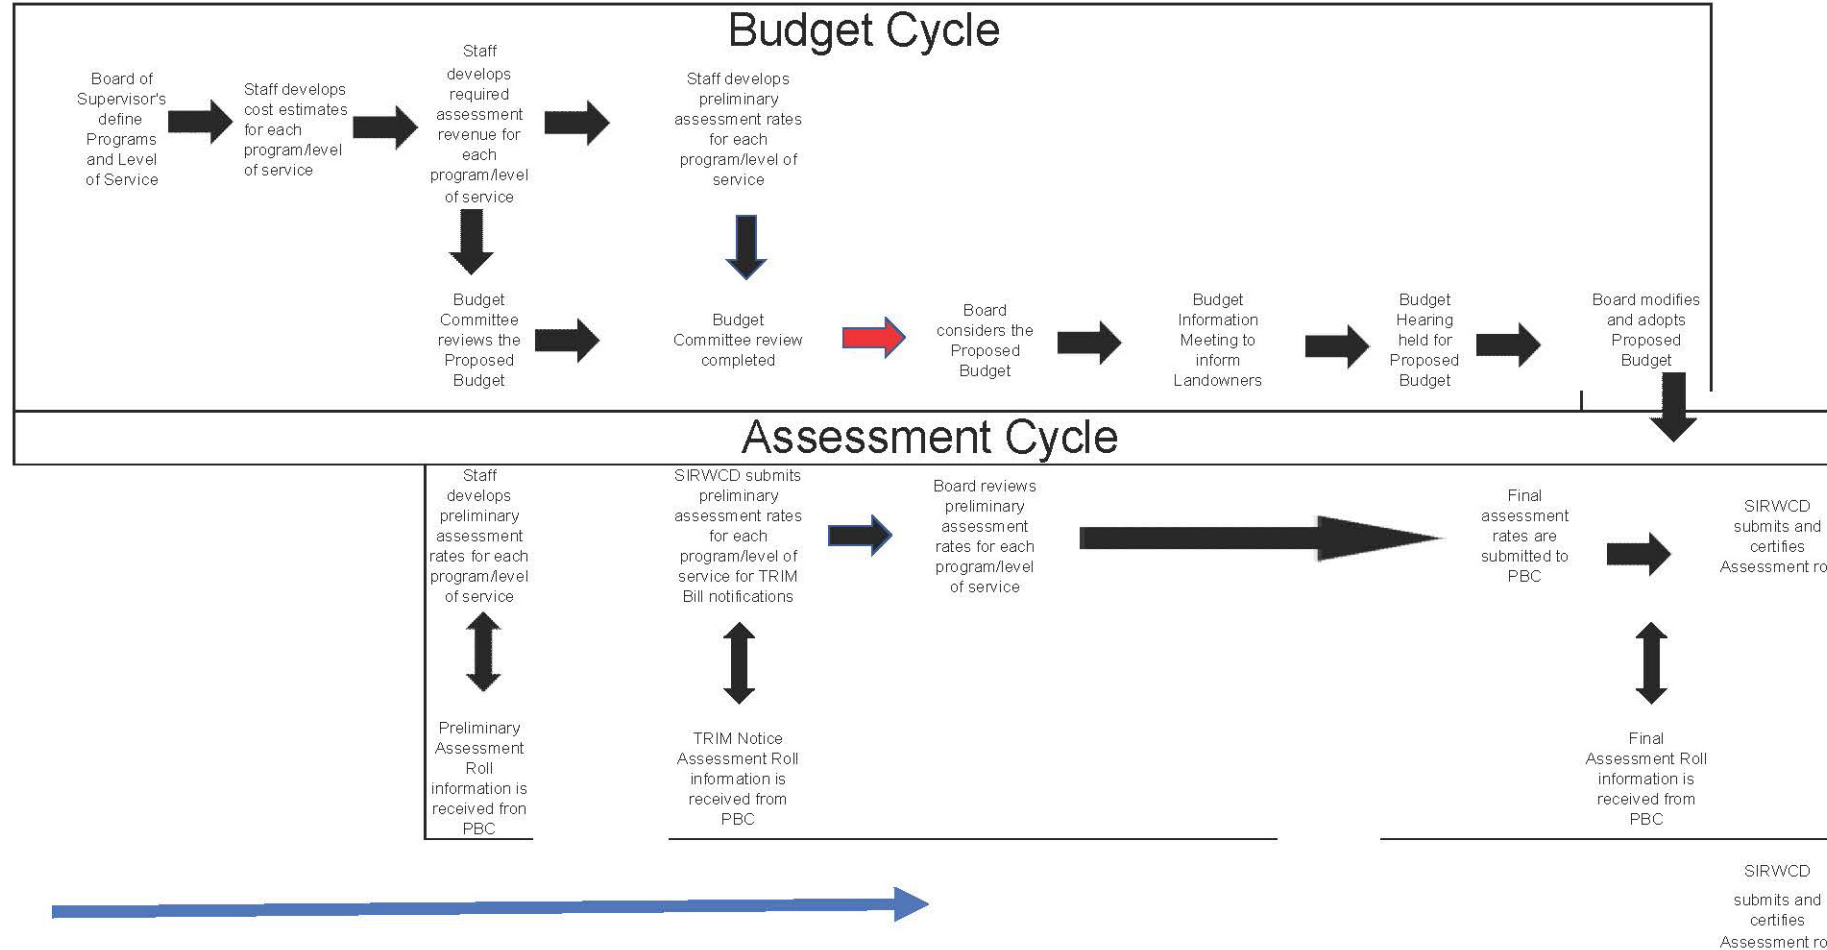 Budget Cycle
Board of
Supervisor's
define
Programs
and Level
of Service
Staff develops
cost estimates
for each
program/level
of service
Staff
develops
required
assessment
revenue for
each
program/level
of service
Staff develops
preliminary
assessment rates
for each
program/level of
service
Budget
Committee
reviews the
Proposed
Budget
Budget
Committee review
completed
Board
considers the
Proposed
Budget
Budget
Information
Meeting to
inform
Landowners
Budget
Hearing
held for
Proposed
Budget
Board modifies
and adopts
Proposed
Budget
Assessment Cycle
Staff
develops
preliminary
assessment
rates for each
program/level
of service
SIRWCD submits
preliminary
assessment rates
for each
program/level of
service for TRIM
Bill notifications
Board reviews
preliminary
assessment
rates for each
program/level
of service
Final
assessment
rates are
submitted to
PBC
SIRWCD
submits and
certifies
Assessment ro
Preliminary
Assessment
Roll
information is
received fron
PBC
TRIM Notice
Assessment Roll
information is
received from
PBC
Final
Assessment Roll
information is
received from
PBC
SIRWCD
submits and
certifies
Assessment ro